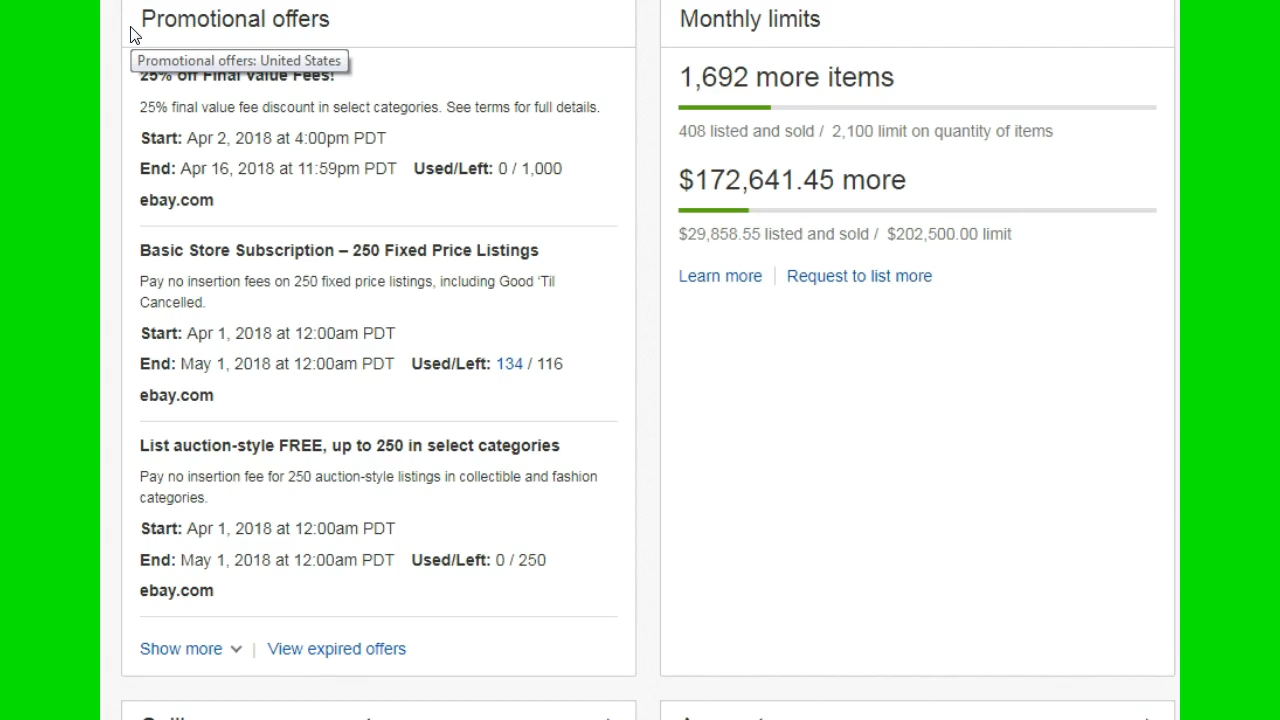 Promotional offers
Promotional offers: United States
25% off Final Value Fees!
25% final value fee discount in select categories. See terms for full details.
Start: Apr 2, 2018 at 4:00pm PDT
End: Apr 16, 2018 at 11:59pm PDT Used/Left: 0 / 1,000
ebay.com
Basic Store Subscription – 250 Fixed Price Listings
Pay no insertion fees on 250 fixed price listings, including Good ‘Til
Cancelled.
Start: Apr 1, 2018 at 12:00am PDT
End: May 1, 2018 at 12:00am PDT Used/Left: 134 / 116
ebay.com
List auction-style FREE, up to 250 in select categories
Pay no insertion fee for 250 auction-style listings in collectible and fashion
categories.
Start: Apr 1, 2018 at 12:00am PDT
End: May 1, 2018 at 12:00am PDT Used/Left: 0 / 250
ebay.com
Show more | View expired offers
Monthly limits
1,692 more items
408 listed and sold / 2,100 limit on quantity of items
$172,641.45 more
$29,858.55 listed and sold / $202,500.00 limit
Learn more | Request to list more